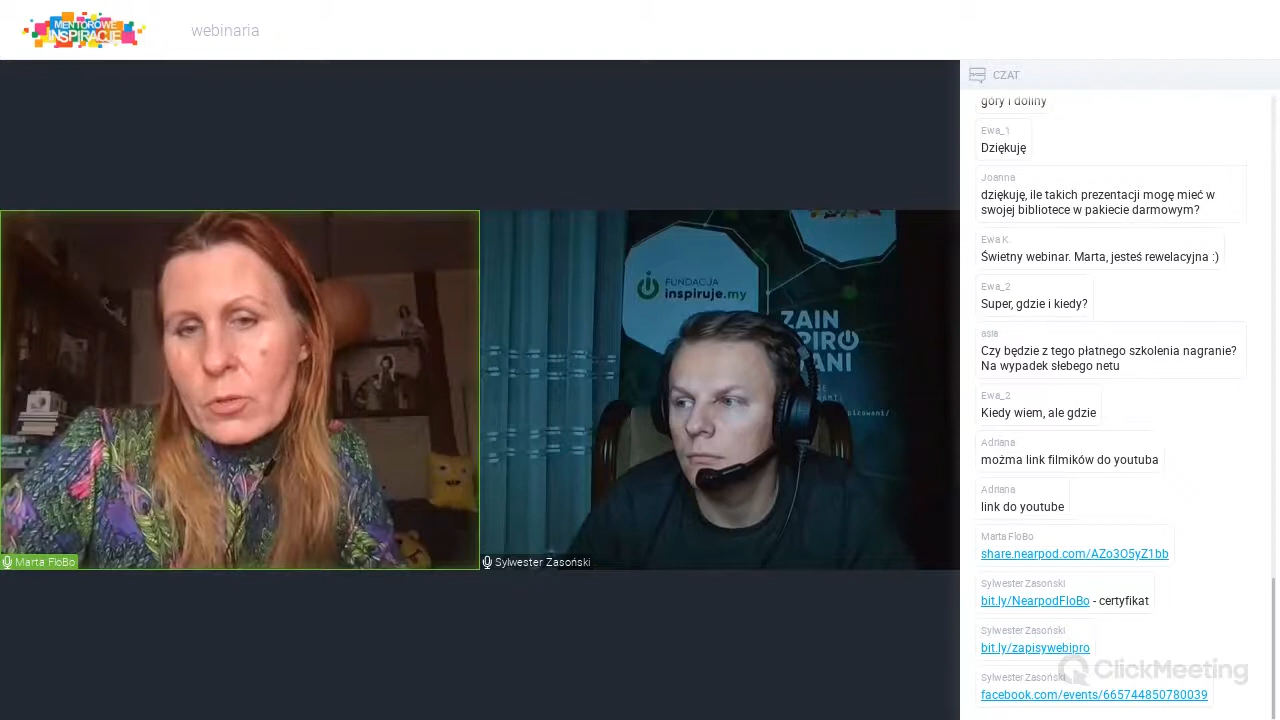 MENTOROWE
INSPIRACJE
webinaria
CZAT
góry i doliny
Ewa_1
Dziękuję
Joanna
dziękuję, ile takich prezentacji mogę mieć w
swojej bibliotece w pakiecie darmowym?
Ewa K.
Świetny webinar. Marta, jesteś rewelacyjna :)
Ewa_2
Super, gdzie i kiedy?
asia
Czy będzie z tego płatnego szkolenia nagranie?
Na wypadek słebego netu
Ewa_2
Kiedy wiem, ale gdzie
Adriana
możma link filmików do youtuba
Adriana
link do youtube
Marta FloBo
share.nearpod.com/AZo3O5yZ1bb
Sylwester Zasoński
bit.ly/NearpodFloBo - certyfikat
Sylwester Zasoński
bit.ly/zapisywebipro
Sylwester Zasoński
facebook.com/events/665744850780039
ClickMeeting
FUNDACJA
inspiruje.my
ZAIN
SPIRO
WANI
Marta FloBo
Sylwester Zasoński